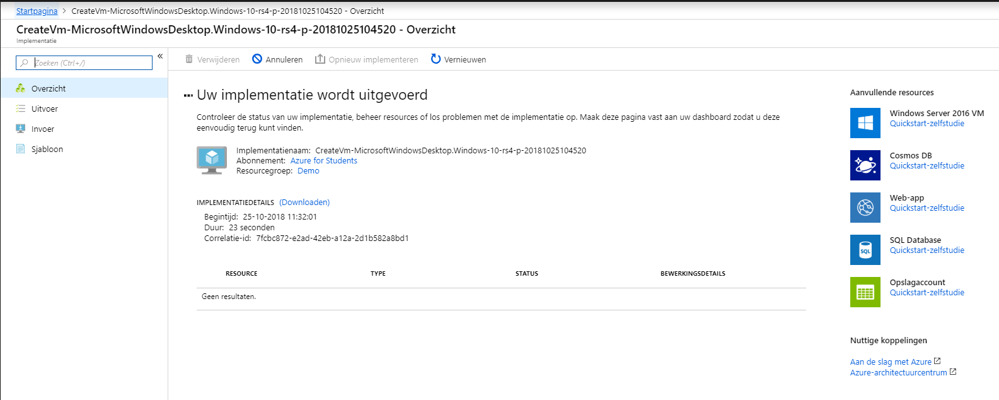 Startpagina > CreateVm-MicrosoftWindowsDesktop.Windows-10-rs4-p-20181025104520 - Overzicht
CreateVm-MicrosoftWindowsDesktop.Windows-10-rs4-p-20181025104520 - Overzicht
Implementatie
Zoeken (Ctrl+/)
«
Overzicht
Uitvoer
Invoer
Sjabloon
Verwijderen Annuleren Opnieuw implementeren Vernieuwen
Uw implementatie wordt uitgevoerd
Controleer de status van uw implementatie, beheer resources of los problemen met de implementatie op. Maak deze pagina vast aan uw dashboard zodat u deze
eenvoudig terug kunt vinden.
Implementatienaam: CreateVm-MicrosoftWindowsDesktop.Windows-10-rs4-p-20181025104520
Abonnement: Azure for Students
Resourcegroep: Demo
IMPLEMENTATIEDETAILS (Downloaden)
Begintijd: 25-10-2018 11:32:01
Duur: 23 seconden
Correlatie-id: 7fcbc872-e2ad-42eb-a12a-2d1b582a8bd1
RESOURCE TYPE STATUS BEWERKINGSDETAILS
Geen resultaten.
Aanvullende resources
Windows Server 2016 VM
Quickstart-zelfstudie
Cosmos DB
Quickstart-zelfstudie
Web-app
Quickstart-zelfstudie
SQL
SQL Database
Quickstart-zelfstudie
Opslagaccount
Quickstart-zelfstudie
Nuttige koppelingen
Aan de slag met Azure
Azure-architectuurcentrum